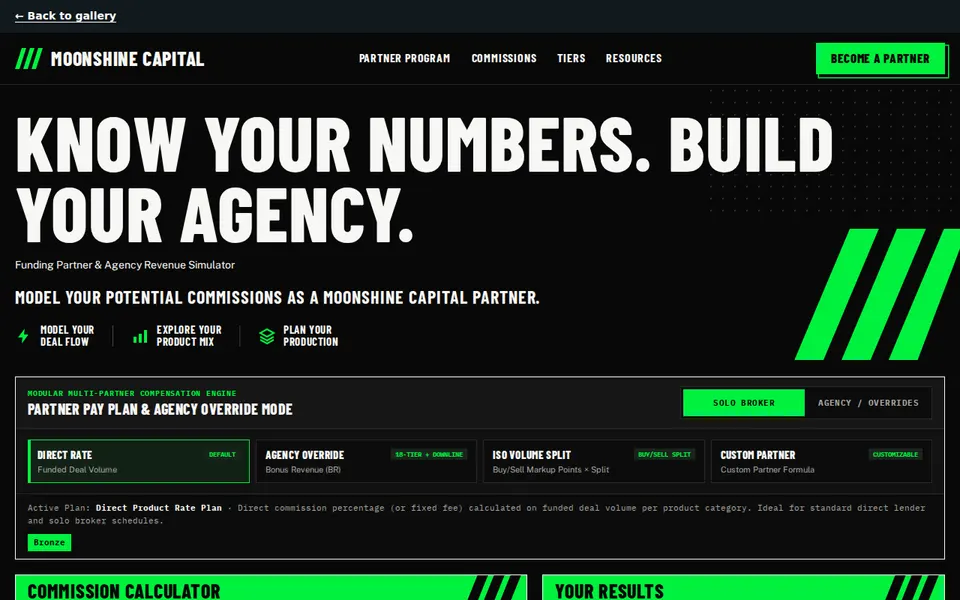 ← Back to gallery
MOONSHINE CAPITAL
PARTNER PROGRAM COMMISSIONS TIERS RESOURCES
BECOME A PARTNER
KNOW YOUR NUMBERS. BUILD
YOUR AGENCY.
Funding Partner & Agency Revenue Simulator
MODEL YOUR POTENTIAL COMMISSIONS AS A MOONSHINE CAPITAL PARTNER.
MODEL YOUR
DEAL FLOW
EXPLORE YOUR
PRODUCT MIX
PLAN YOUR
PRODUCTION
MODULAR MULTI-PARTNER COMPENSATION ENGINE
PARTNER PAY PLAN & AGENCY OVERRIDE MODE
SOLO BROKER
AGENCY / OVERRIDES
DIRECT RATE
DEFAULT
Funded Deal Volume
AGENCY OVERRIDE
10-TIER + DOWNLINE
Bonus Revenue (BR)
ISO VOLUME SPLIT
BUY/SELL SPLIT
Buy/Sell Markup Points × Split
CUSTOM PARTNER
CUSTOMIZABLE
Custom Partner Formula
Active Plan: Direct Product Rate Plan - Direct commission percentage (or fixed fee) calculated on funded deal volume per product category. Ideal for standard direct lender
and solo broker schedules.
Bronze
COMMISSION CALCULATOR
YOUR RESULTS